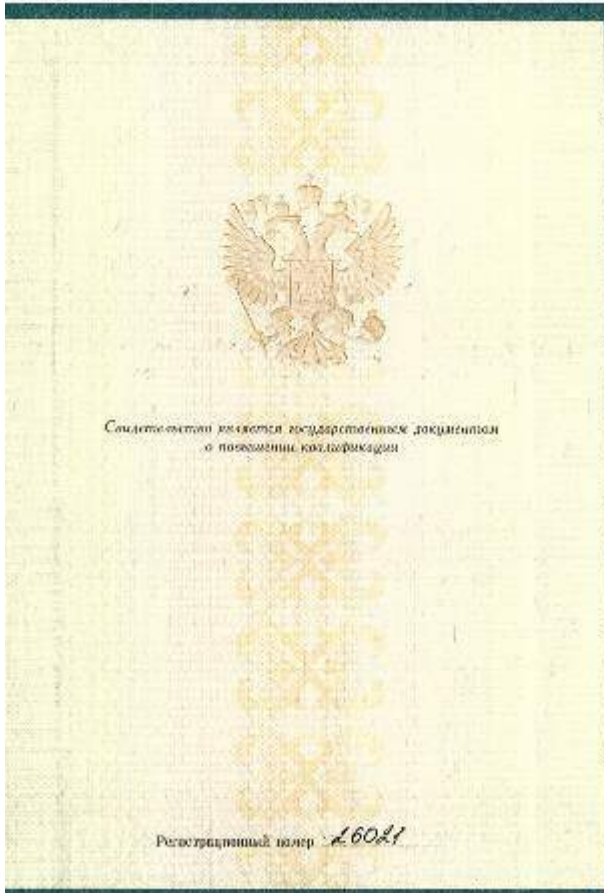 Свидетельство является государственным документом
о повышении квалификации
Регистрационный номер 26021